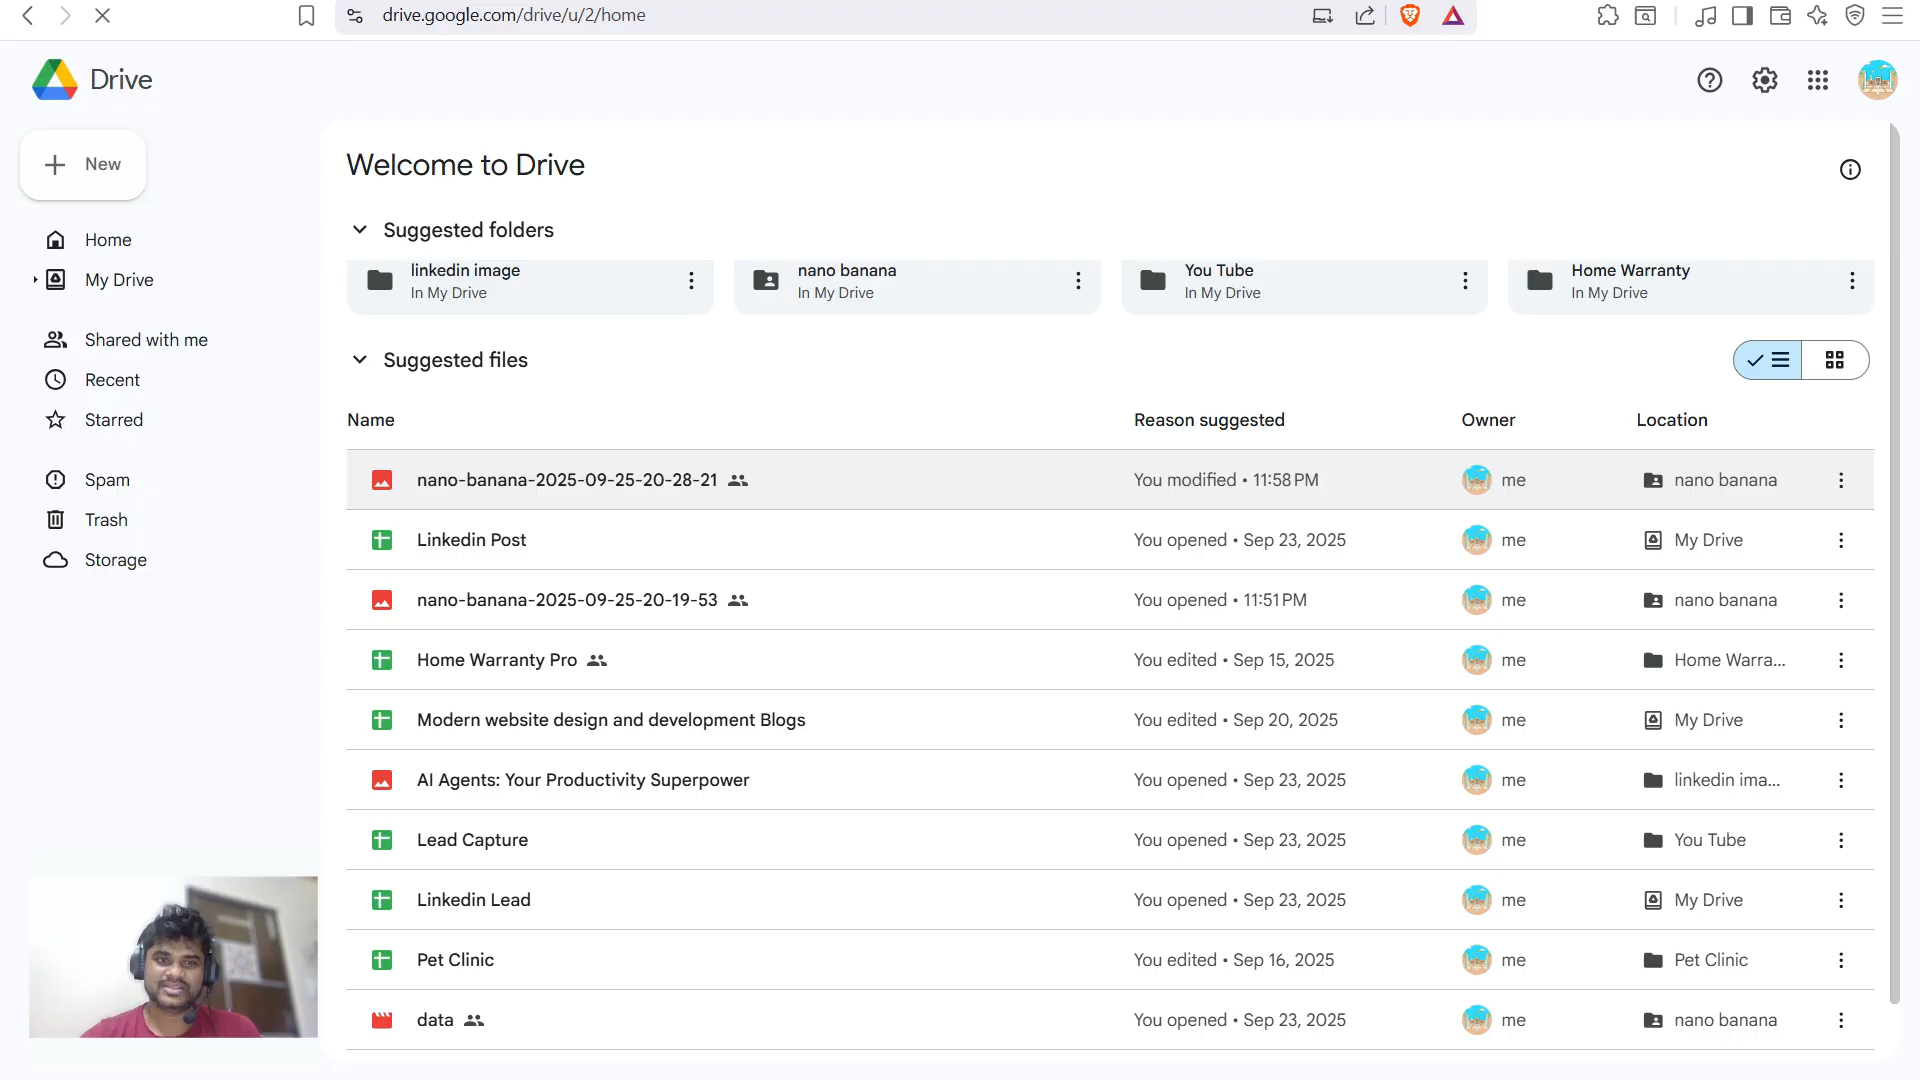 drive.google.com/drive/u/2/home
Drive
New
Home
My Drive
Shared with me
Recent
Starred
Spam
Trash
Storage
Welcome to Drive
Suggested folders
linkedin image
In My Drive
nano banana
In My Drive
You Tube
In My Drive
Home Warranty
In My Drive
Suggested files
Name Reason suggested Owner Location
nano-banana-2025-09-25-20-28-21 You modified • 11:58 PM me nano banana
Linkedin Post You opened • Sep 23, 2025 me My Drive
nano-banana-2025-09-25-20-19-53 You opened • 11:51 PM me nano banana
Home Warranty Pro You edited • Sep 15, 2025 me Home Warra...
Modern website design and development Blogs You edited • Sep 20, 2025 me My Drive
AI Agents: Your Productivity Superpower You opened • Sep 23, 2025 me linkedin ima...
Lead Capture You opened • Sep 23, 2025 me You Tube
Linkedin Lead You opened • Sep 23, 2025 me My Drive
Pet Clinic You edited • Sep 16, 2025 me Pet Clinic
data You opened • Sep 23, 2025 me nano banana